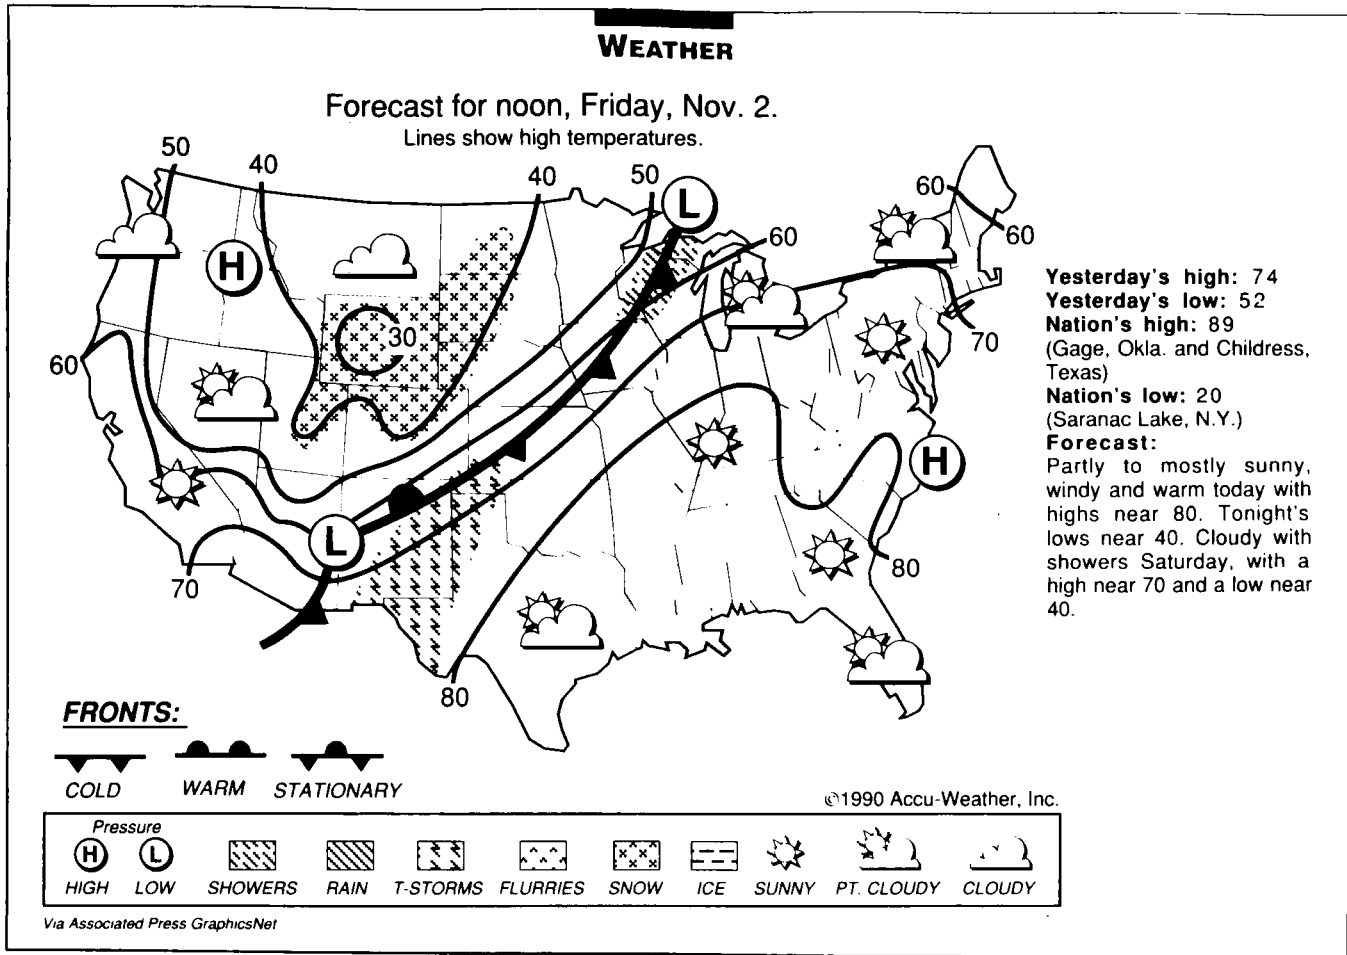 WEATHER
Forecast for noon, Friday, Nov. 2.
Lines show high temperatures.
50
40
40
50
L
60
60
60
H
30
60
70
Yesterday's high: 74
Yesterday's low: 52
Nation's high: 89
(Gage, Okla. and Childress,
Texas)
Nation's low: 20
(Saranac Lake, N.Y.)
Forecast:
Partly to mostly sunny,
windy and warm today with
highs near 80. Tonight's
lows near 40. Cloudy with
showers Saturday, with a
high near 70 and a low near
40.
H
L
70
80
80
FRONTS:
COLD
WARM
STATIONARY
©1990 Accu-Weather, Inc.
Pressure
H
L
HIGH
LOW
SHOWERS
RAIN
T-STORMS
FLURRIES
SNOW
ICE
SUNNY
PT. CLOUDY
CLOUDY
Via Associated Press GraphicsNet